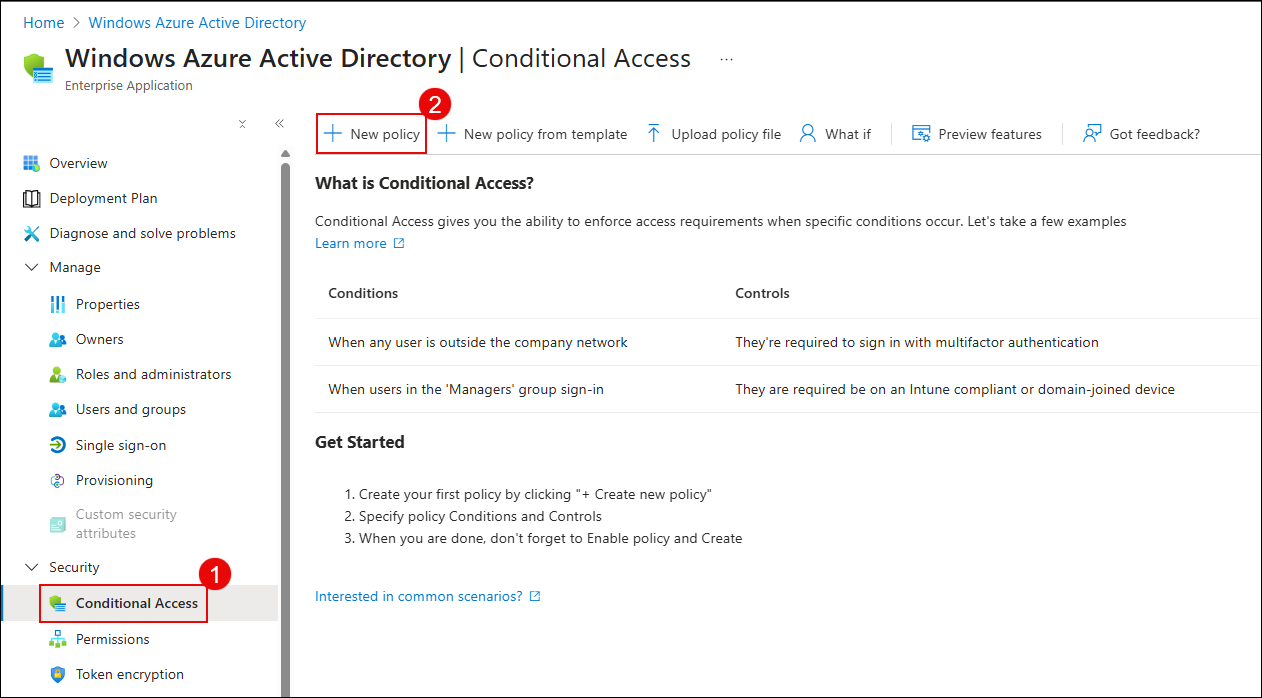 Home > Windows Azure Active Directory
Windows Azure Active Directory | Conditional Access ...
Enterprise Application
2
+ New policy + New policy from template Upload policy file What if Preview features Got feedback?
Overview
Deployment Plan
Diagnose and solve problems
Manage
Properties
Owners
Roles and administrators
Users and groups
Single sign-on
Provisioning
Custom security
attributes
Security
1
Conditional Access
Permissions
Token encryption
What is Conditional Access?
Conditional Access gives you the ability to enforce access requirements when specific conditions occur. Let's take a few examples
Learn more
Conditions Controls
When any user is outside the company network They're required to sign in with multifactor authentication
When users in the 'Managers' group sign-in They are required be on an Intune compliant or domain-joined device
Get Started
1. Create your first policy by clicking "+ Create new policy"
2. Specify policy Conditions and Controls
3. When you are done, don't forget to Enable policy and Create
Interested in common scenarios?